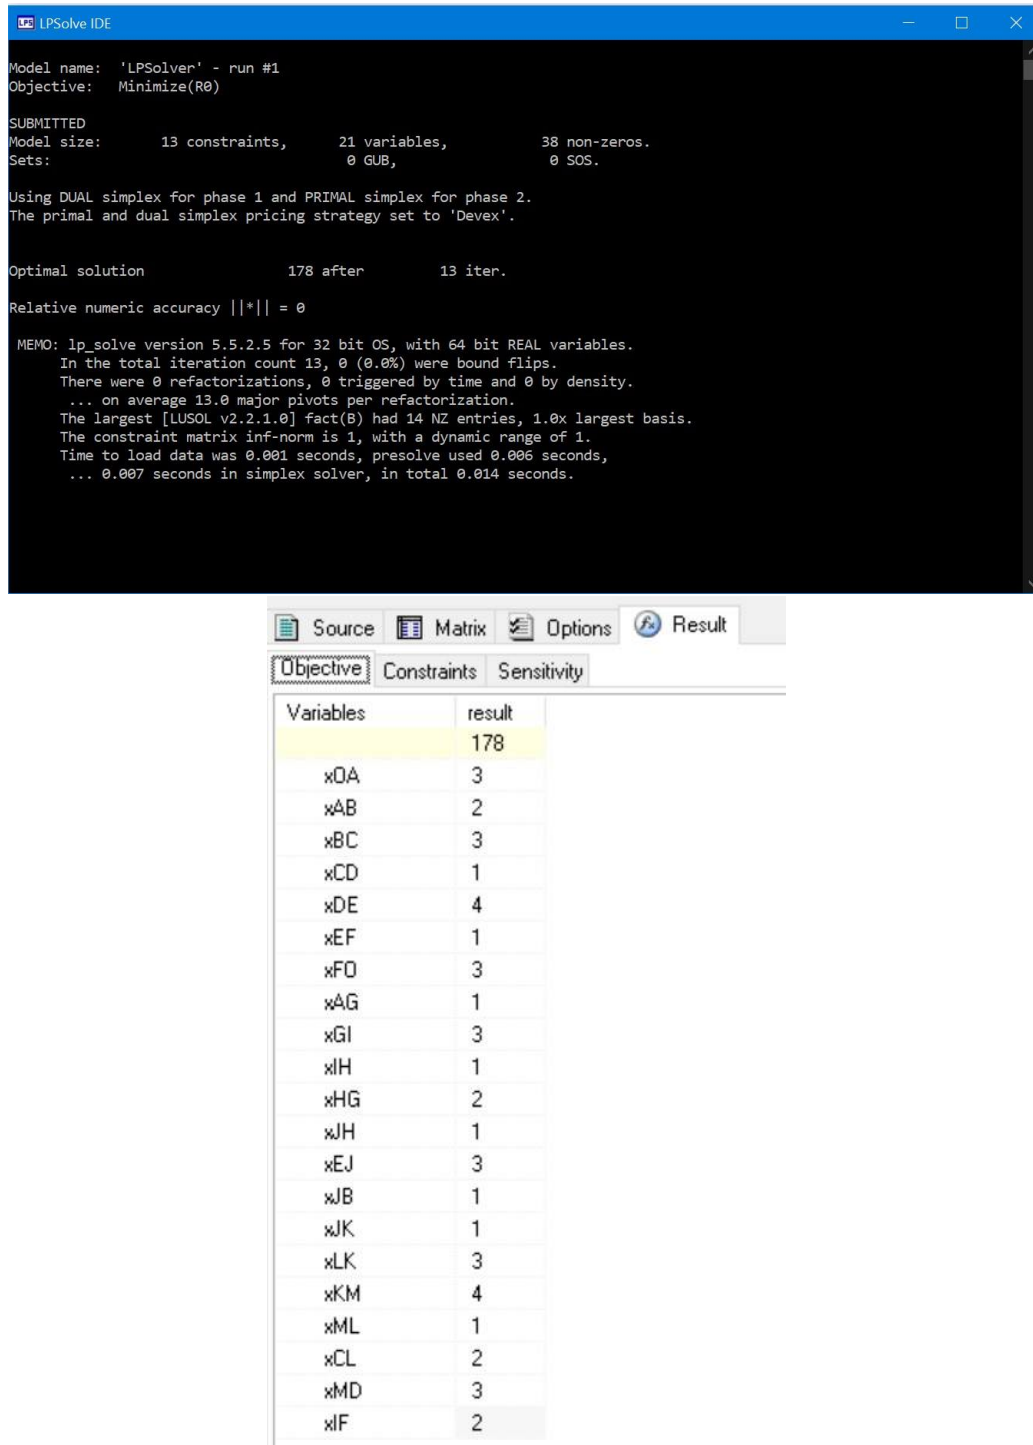 LPS LPSolve IDE
Model name: 'LPSolver' - run #1
Objective: Minimize(R0)
SUBMITTED
Model size: 13 constraints, 21 variables, 38 non-zeros.
Sets: 0 GUB, 0 SOS.
Using DUAL simplex for phase 1 and PRIMAL simplex for phase 2.
The primal and dual simplex pricing strategy set to 'Devex'.
Optimal solution 178 after 13 iter.
Relative numeric accuracy ||*|| = 0
MEMO: lp_solve version 5.5.2.5 for 32 bit OS, with 64 bit REAL variables.
In the total iteration count 13, 0 (0.0%) were bound flips.
There were 0 refactorizations, 0 triggered by time and 0 by density.
... on average 13.0 major pivots per refactorization.
The largest [LUSOL v2.2.1.0] fact(B) had 14 NZ entries, 1.0x largest basis.
The constraint matrix inf-norm is 1, with a dynamic range of 1.
Time to load data was 0.001 seconds, presolve used 0.006 seconds,
... 0.007 seconds in simplex solver, in total 0.014 seconds.
Source Matrix Options Result
Objective Constraints Sensitivity
Variables result
178
xOA 3
xAB 2
xBC 3
xCD 1
xDE 4
xEF 1
xFO 3
xAG 1
xGI 3
xIH 1
xHG 2
xJH 1
xEJ 3
xJB 1
xJK 1
xLK 3
xKM 4
xML 1
xCL 2
xMD 3
xIF 2